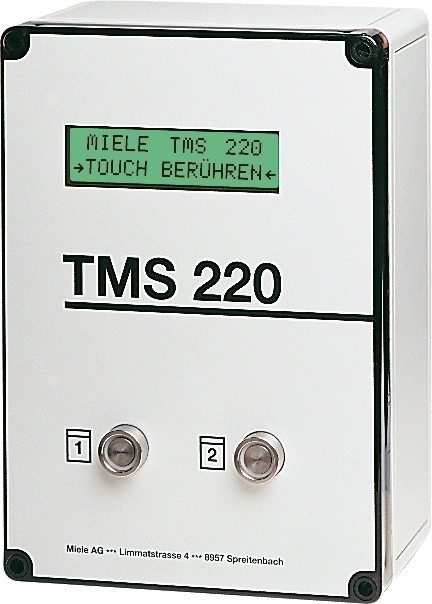 MIELE TMS 220
→TOUCH BERÜHREN←
TMS 220
1
2
Miele AG *** Limmatstrasse 4 *** 8957 Spreitenbach